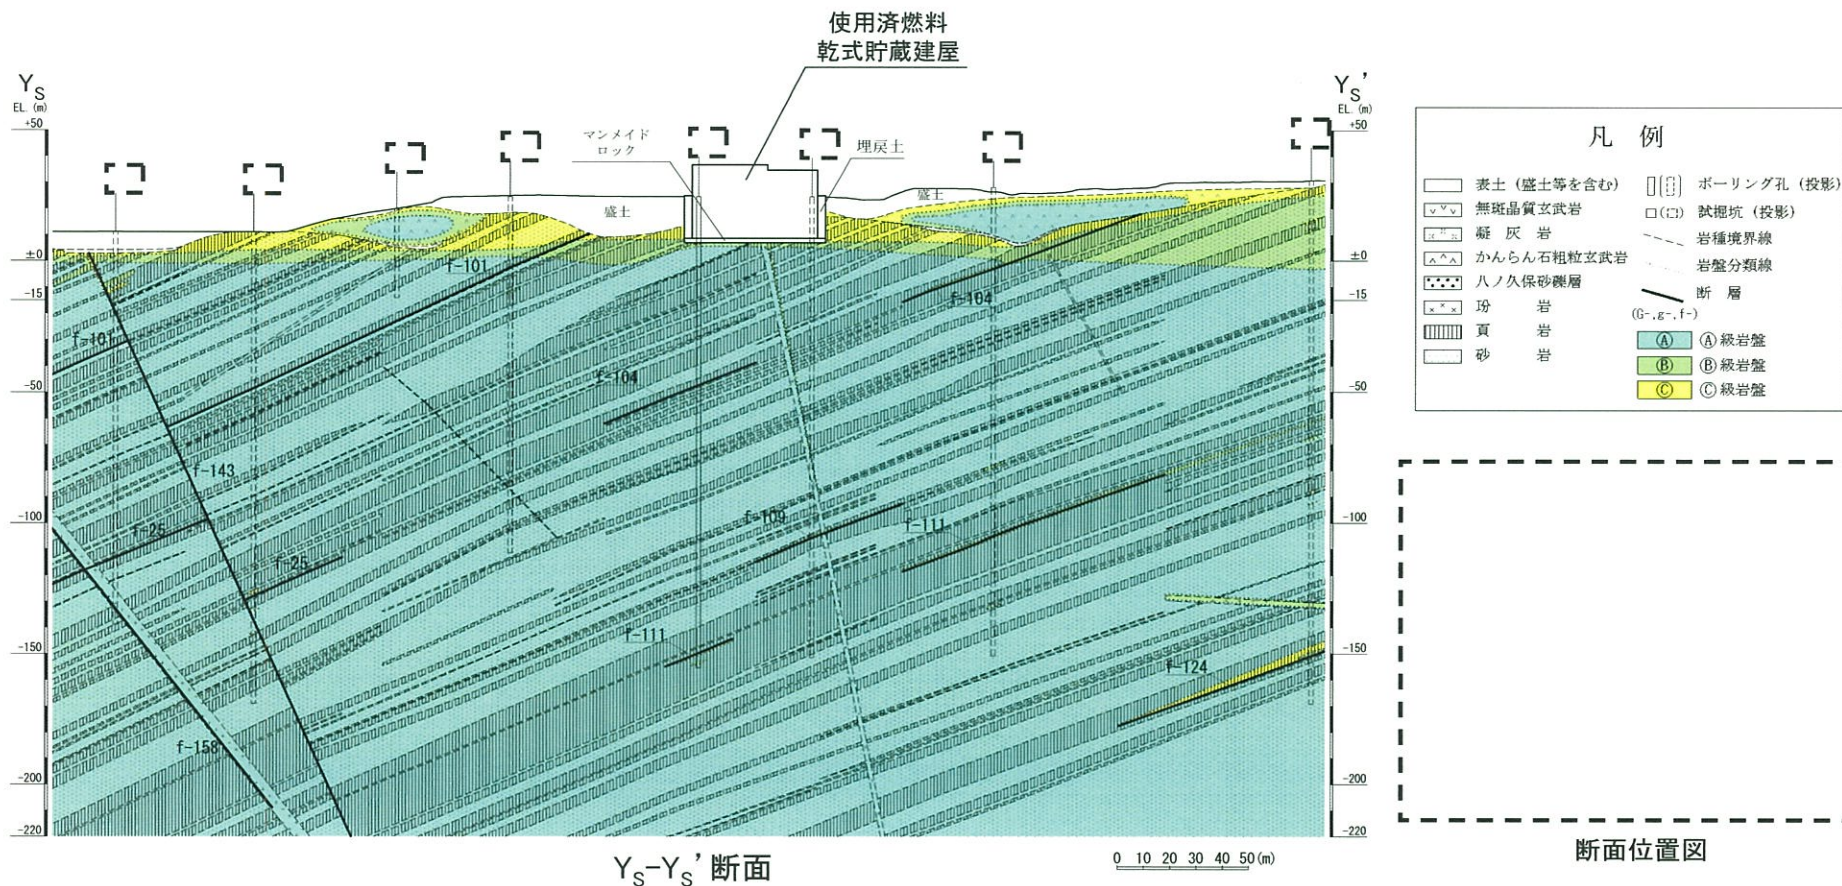 使用済燃料
乾式貯蔵建屋
Y_S
EL. (m)
+50
±0
-15
-50
-100
-150
-200
-220
Y_S'
EL. (m)
+50
±0
-15
-50
-100
-150
-200
-220
マンメイド
ロック
埋戻土
盛土
盛土
f-101
f-101
f-104
f-104
f-143
f-25
f-25
f-109
f-111
f-111
f-124
f-158
凡 例
表土 (盛土等を含む)
無斑晶質玄武岩
凝 灰 岩
かんらん石粗粒玄武岩
八ノ久保砂礫層
玢 岩
頁 岩
砂 岩
ボーリング孔 (投影)
試掘坑 (投影)
岩種境界線
岩盤分類線
断 層
(G-,g-,f-)
Ⓐ Ⓐ級岩盤
Ⓑ Ⓑ級岩盤
Ⓒ Ⓒ級岩盤
Y_S-Y_S' 断面
0 10 20 30 40 50(m)
断面位置図